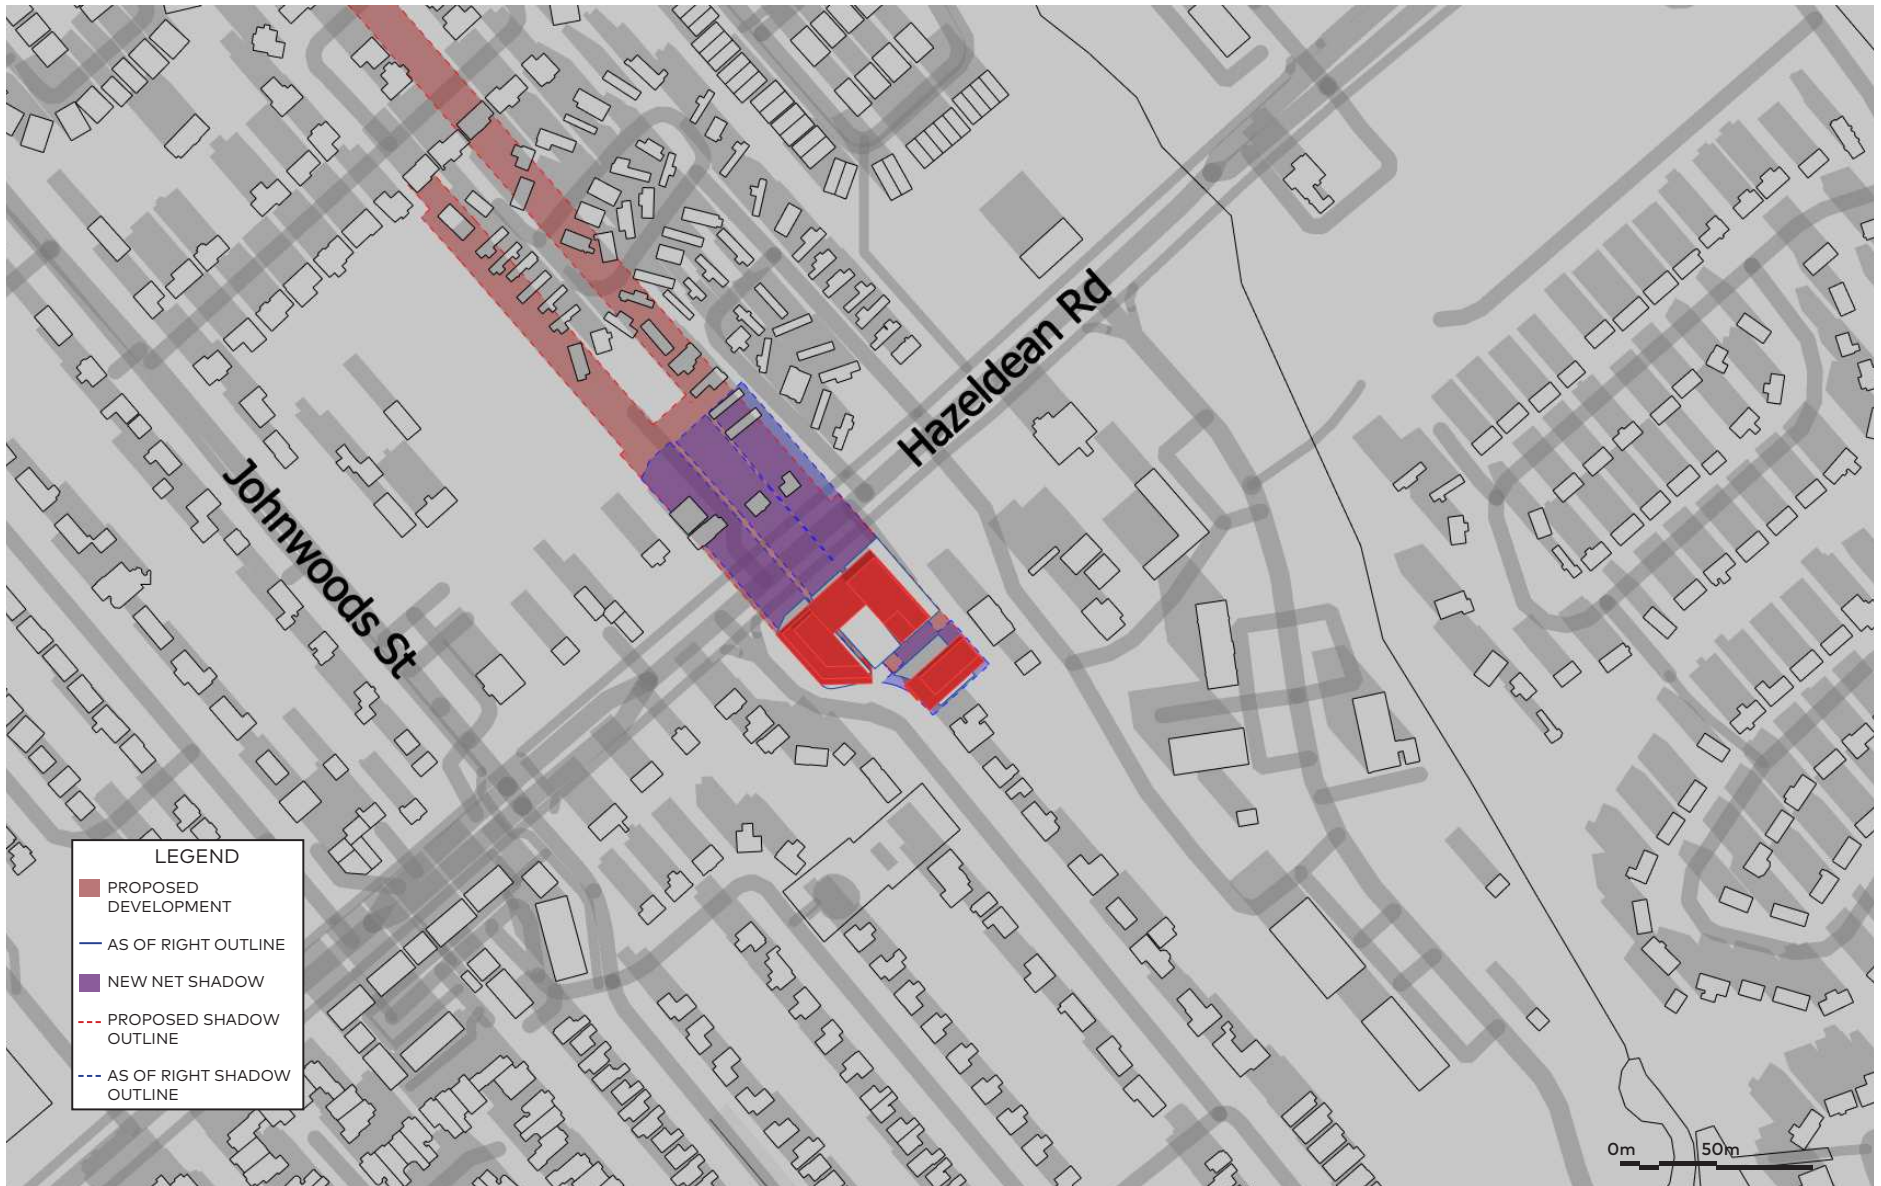 Hazeldean Rd
Johnwoods St
LEGEND
PROPOSED
DEVELOPMENT
AS OF RIGHT OUTLINE
NEW NET SHADOW
PROPOSED SHADOW
OUTLINE
AS OF RIGHT SHADOW
OUTLINE
0m 50m